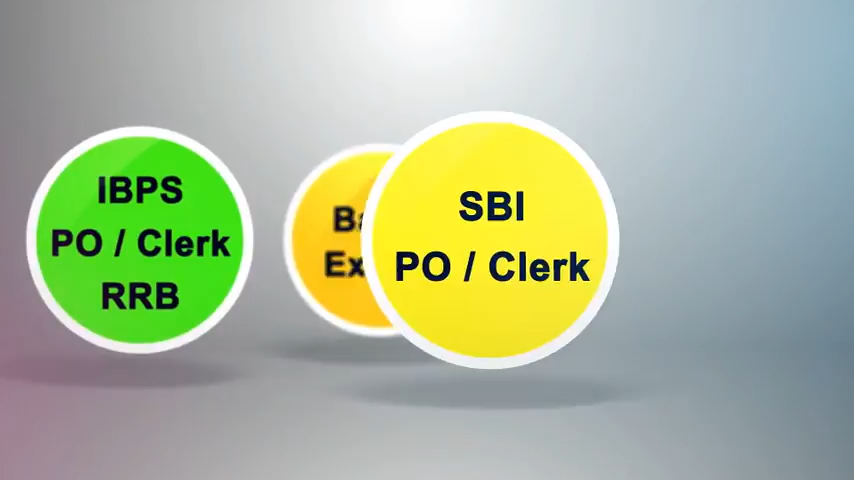 IBPS
PO / Clerk
RRB
SBI
PO / Clerk